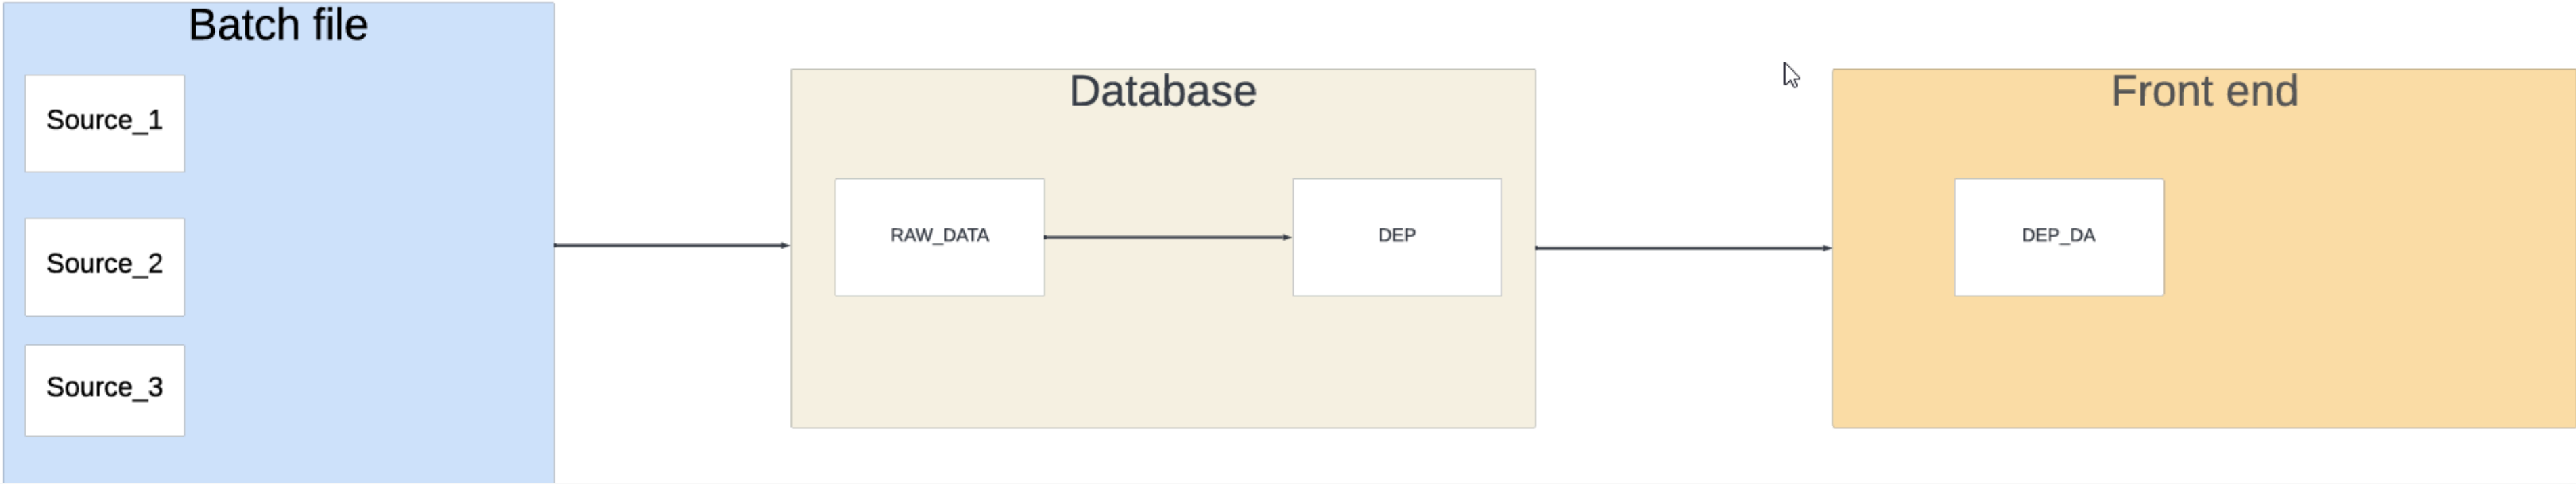 Batch file
Source_1
Source_2
Source_3
Database
RAW_DATA
DEP
Front end
DEP_DA